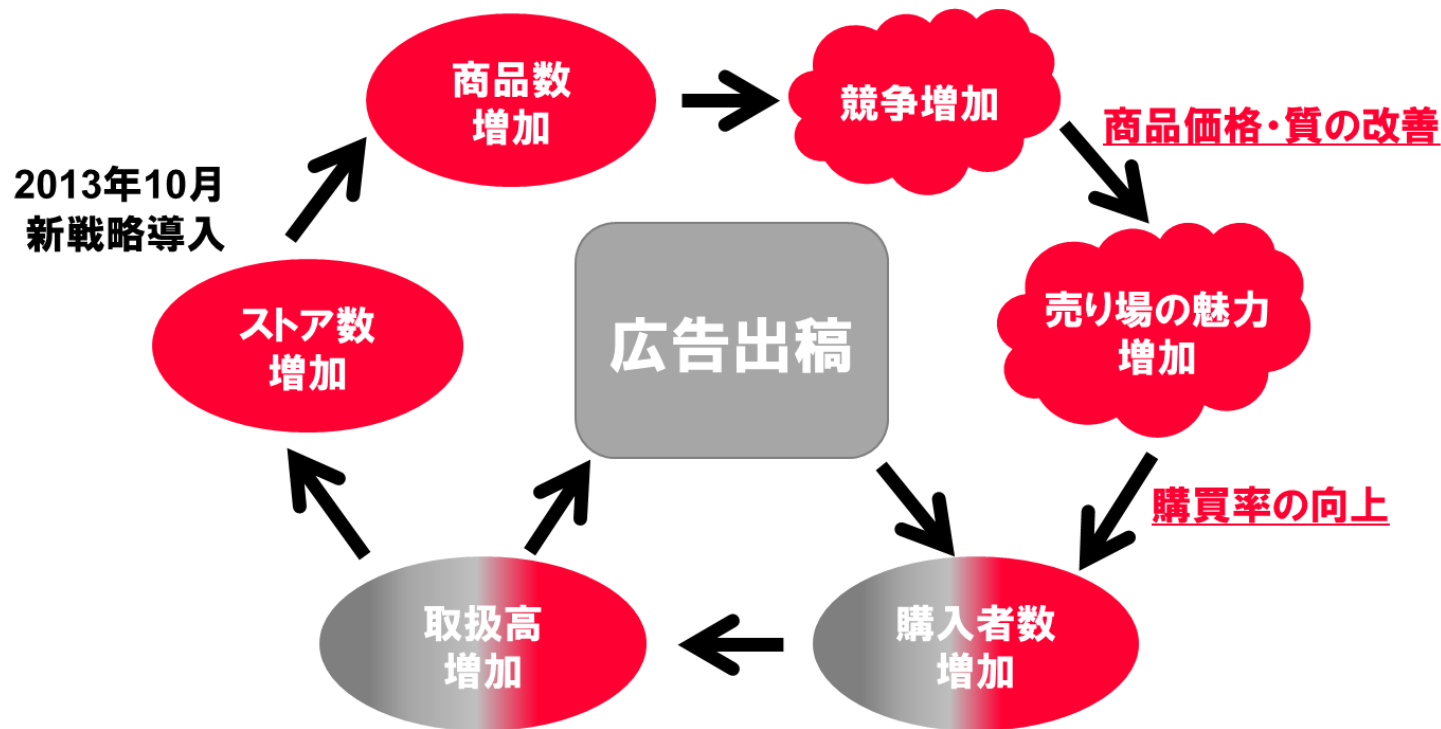 商品数
増加
競争増加
商品価格・質の改善
2013年10月
新戦略導入
ストア数
増加
広告出稿
売り場の魅力
増加
購買率の向上
取扱高
増加
購入者数
増加